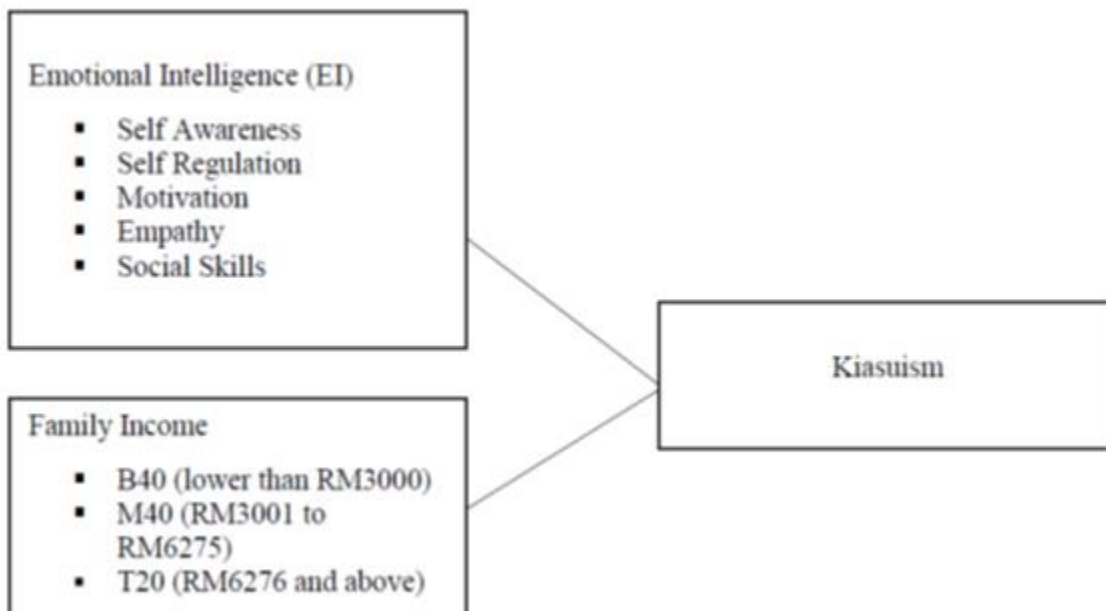 Emotional Intelligence (EI)
▪ Self Awareness
▪ Self Regulation
▪ Motivation
▪ Empathy
▪ Social Skills
Family Income
▪ B40 (lower than RM3000)
▪ M40 (RM3001 to
RM6275)
▪ T20 (RM6276 and above)
Kiasuism